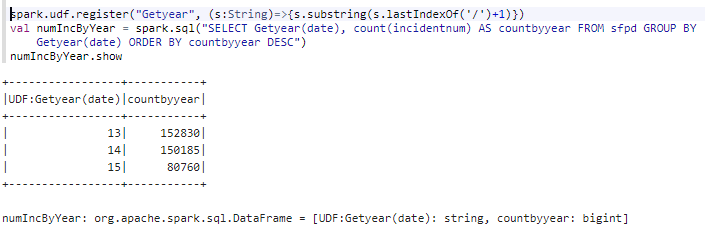 spark.udf.register("Getyear", (s:String)=>{s.substring(s.lastIndexOf('/')+1)})
val numIncByYear = spark.sql("SELECT Getyear(date), count(incidentnum) AS countbyyear FROM sfpd GROUP BY
Getyear(date) ORDER BY countbyyear DESC")
numIncByYear.show
+-----------------+-----------+
|UDF:Getyear(date)|countbyyear|
+-----------------+-----------+
|               13|     152830|
|               14|     150185|
|               15|      80760|
+-----------------+-----------+
numIncByYear: org.apache.spark.sql.DataFrame = [UDF:Getyear(date): string, countbyyear: bigint]